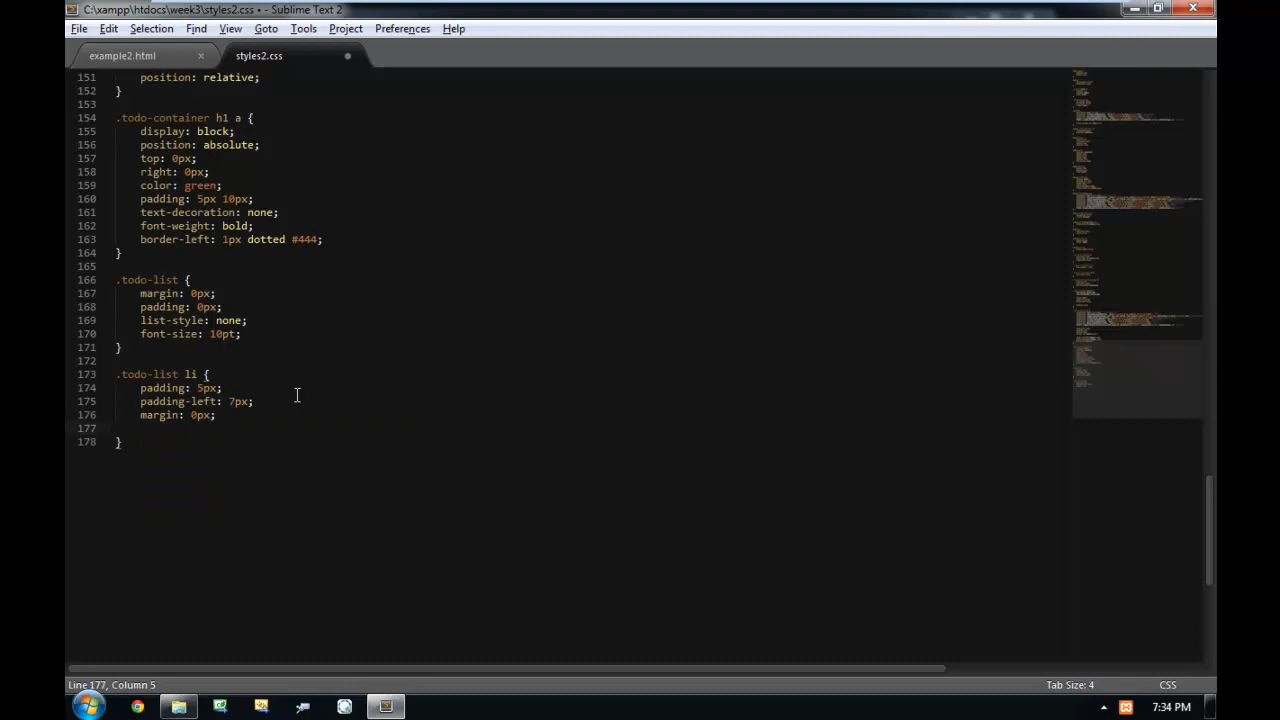 C:\xampp\htdocs\week3\styles2.css • - Sublime Text 2
File Edit Selection Find View Goto Tools Project Preferences Help
example2.html styles2.css
151 position: relative;
152 }
153
154 .todo-container h1 a {
155 display: block;
156 position: absolute;
157 top: 0px;
158 right: 0px;
159 color: green;
160 padding: 5px 10px;
161 text-decoration: none;
162 font-weight: bold;
163 border-left: 1px dotted #444;
164 }
165
166 .todo-list {
167 margin: 0px;
168 padding: 0px;
169 list-style: none;
170 font-size: 10pt;
171 }
172
173 .todo-list li {
174 padding: 5px;
175 padding-left: 7px;
176 margin: 0px;
177
178 }
Line 177, Column 5 Tab Size: 4 CSS
7:34 PM